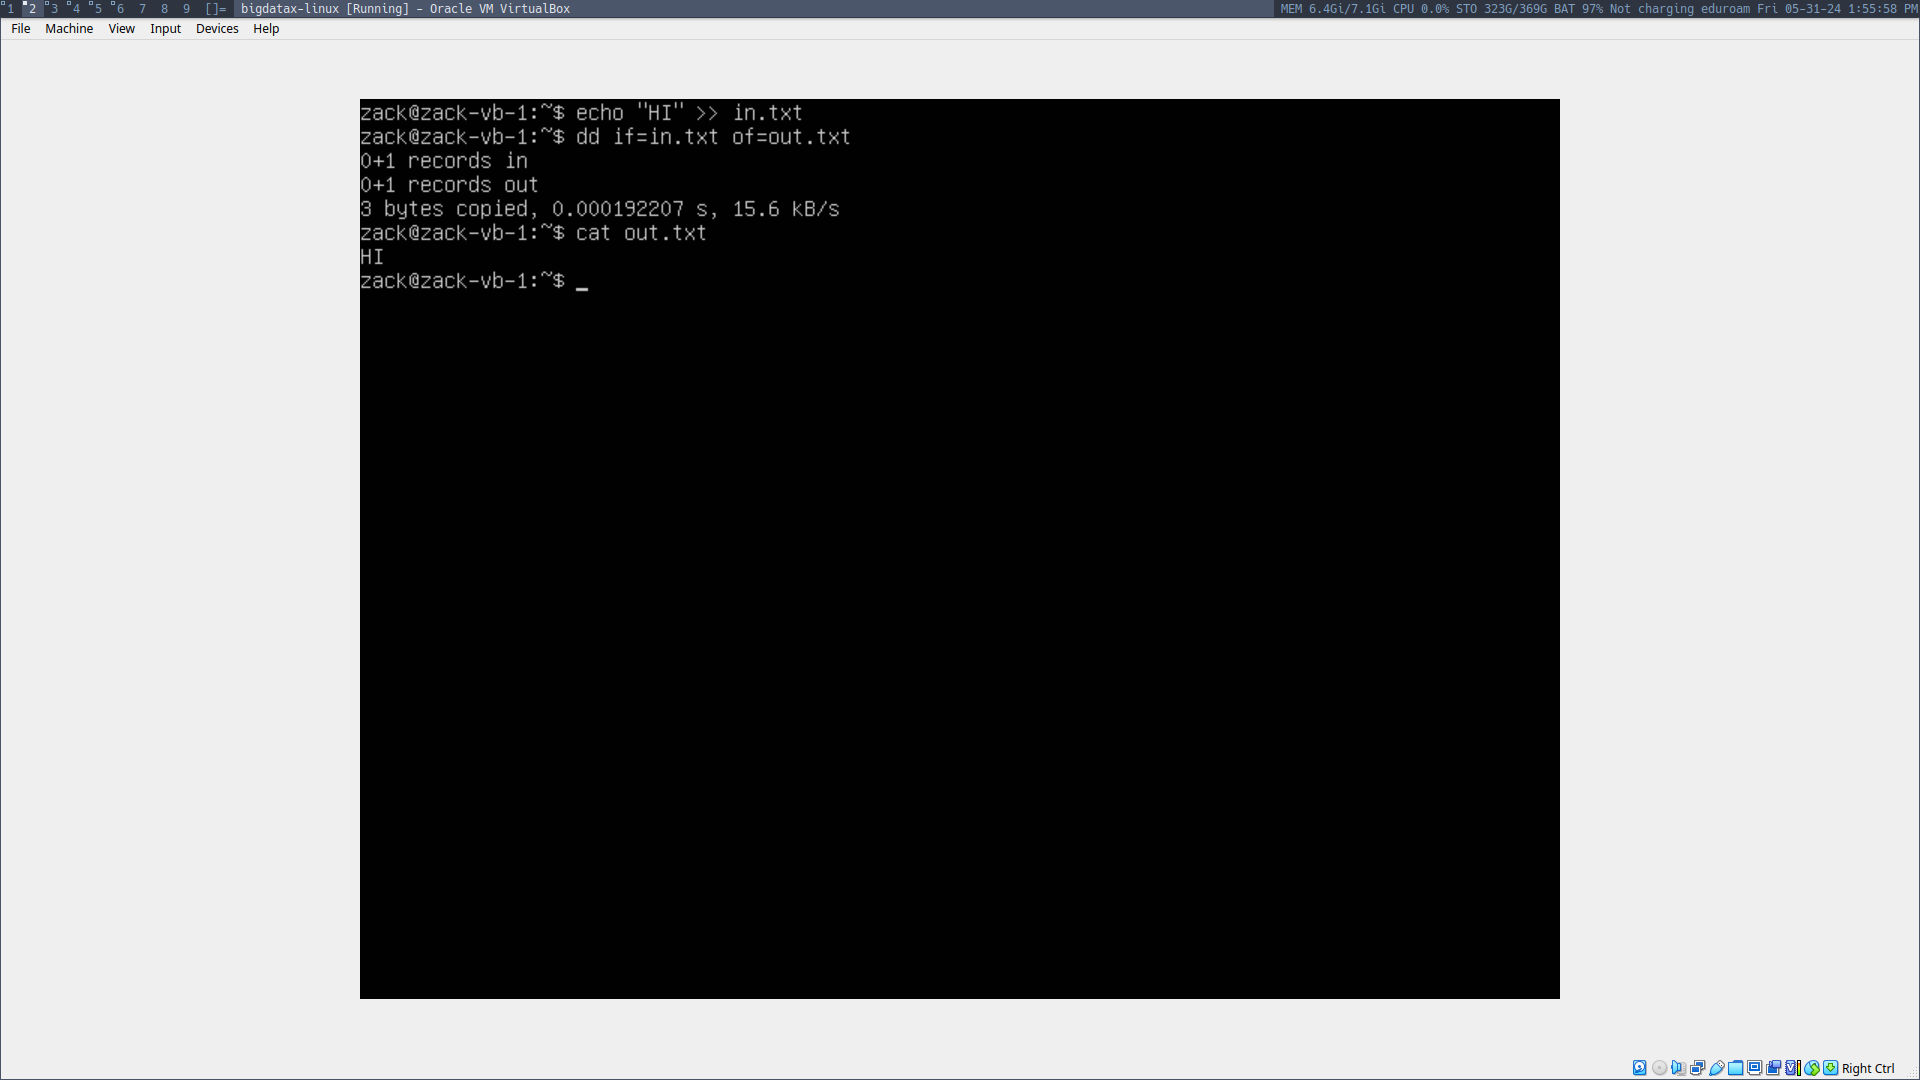 1 2 3 4 5 6 7 8 9 []= bigdatax-linux [Running] - Oracle VM VirtualBox MEM 6.4Gi/7.1Gi CPU 0.0% STO 323G/369G BAT 97% Not charging eduroam Fri 05-31-24 1:55:58 PM
File Machine View Input Devices Help
zack@zack-vb-1:~$ echo "HI" >> in.txt
zack@zack-vb-1:~$ dd if=in.txt of=out.txt
0+1 records in
0+1 records out
3 bytes copied, 0.000192207 s, 15.6 kB/s
zack@zack-vb-1:~$ cat out.txt
HI
zack@zack-vb-1:~$ _
Right Ctrl